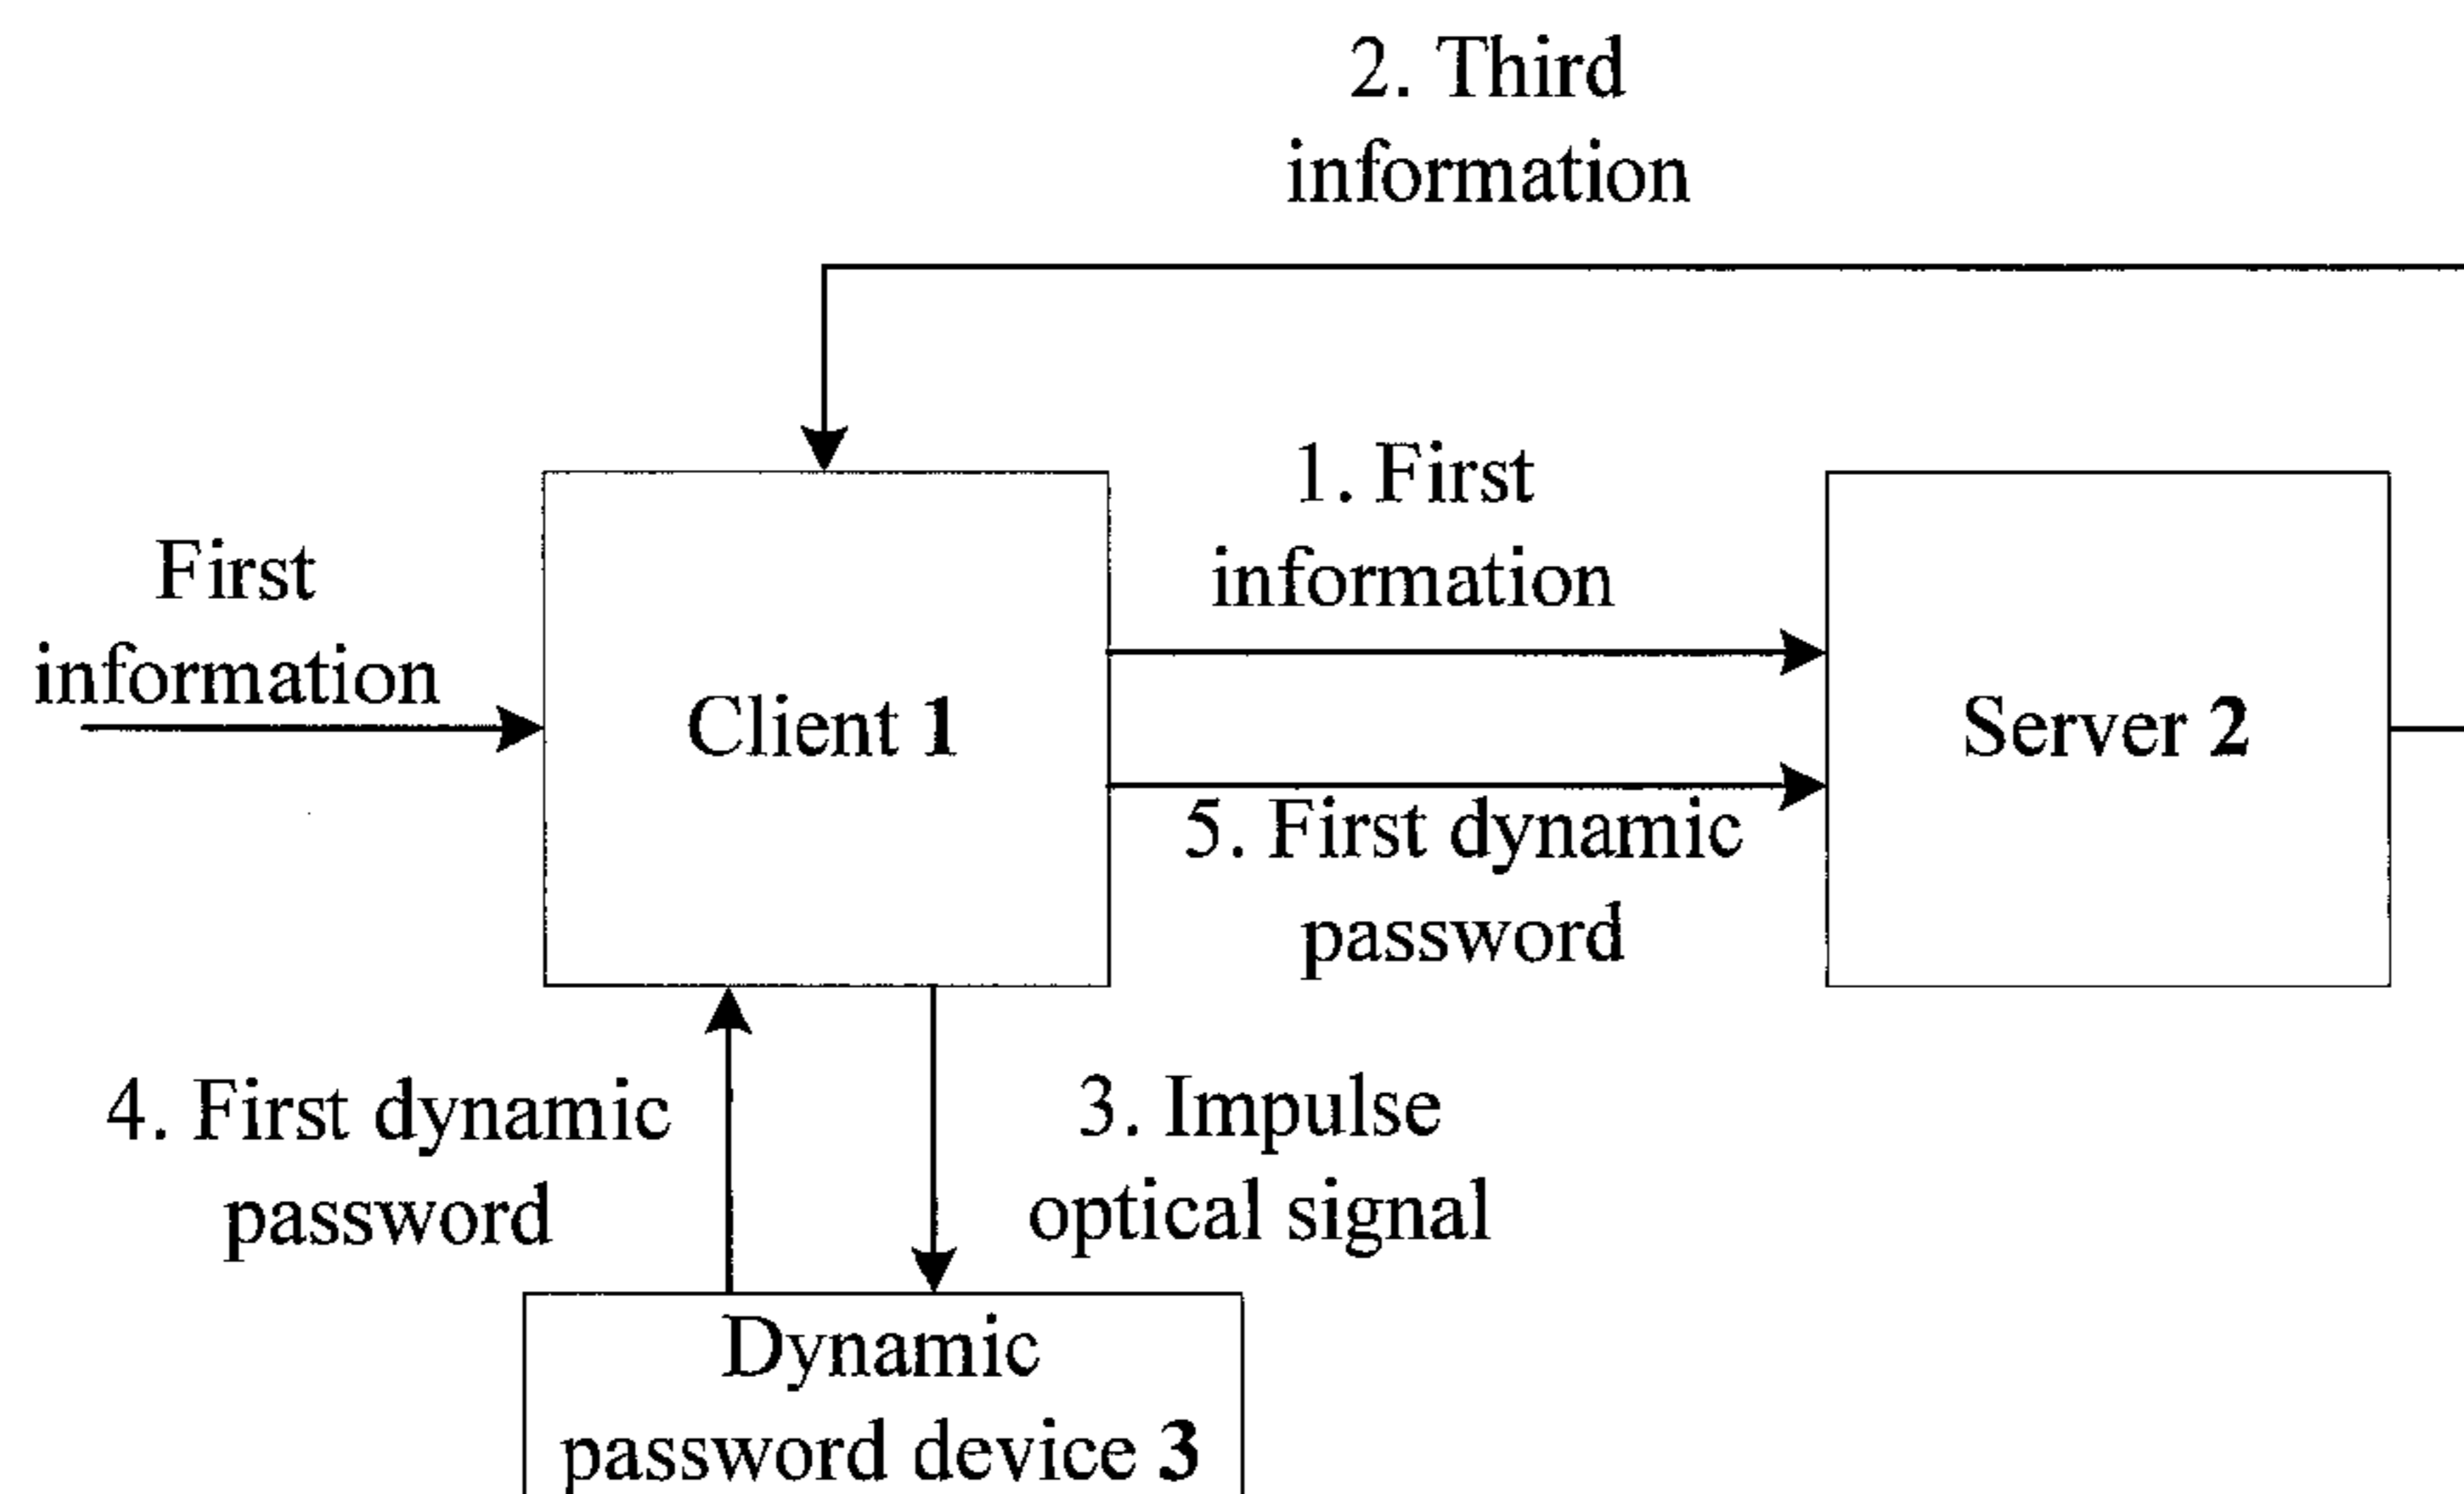 2. Third
information
1. First
information
First
information
Client 1
Server 2
5. First dynamic
password
4. First dynamic
password
3. Impulse
optical signal
Dynamic
password device 3